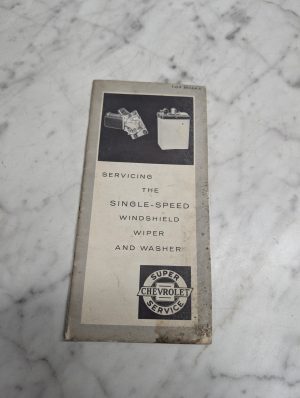 SERVICING
THE
SINGLE-SPEED
WINDSHIELD
WIPER
AND WASHER
SUPER
CHEVROLET
SERVICE